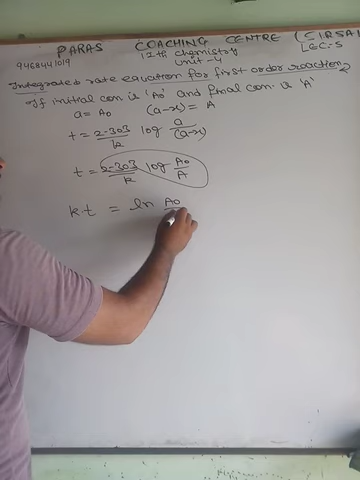 PARAS COACHING CENTRE (SIRSA)
9468441019 12th chemistry LEC:5
Unit-4
Integrated rate equation for first order reaction
If initial con. is 'A₀' and final con. is 'A'
a = A₀ (a-x) = A
t = 2.303/k log a/(a-x)
t = 2.303/k log A₀/A
kt = ln A₀